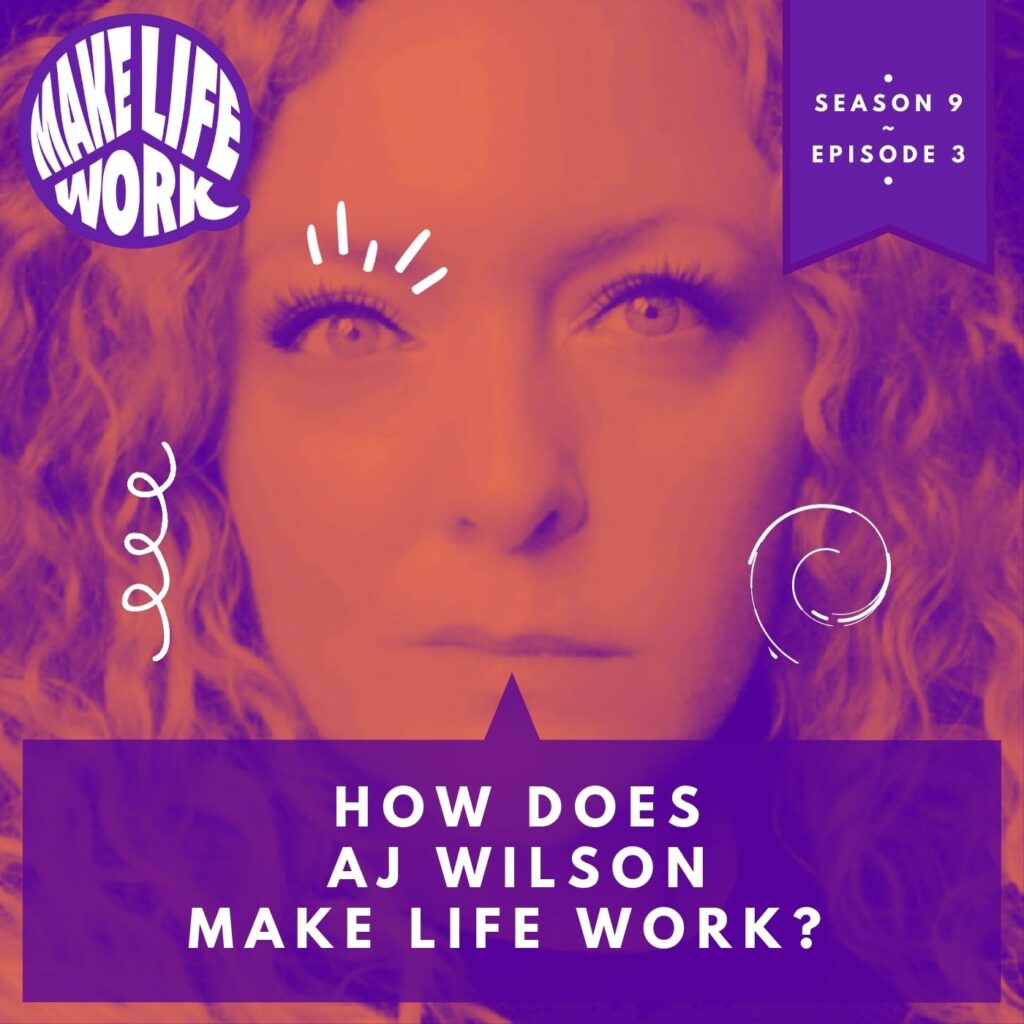 MAKE LIFE
WORK
SEASON 9
~
EPISODE 3
HOW DOES
AJ WILSON
MAKE LIFE WORK?